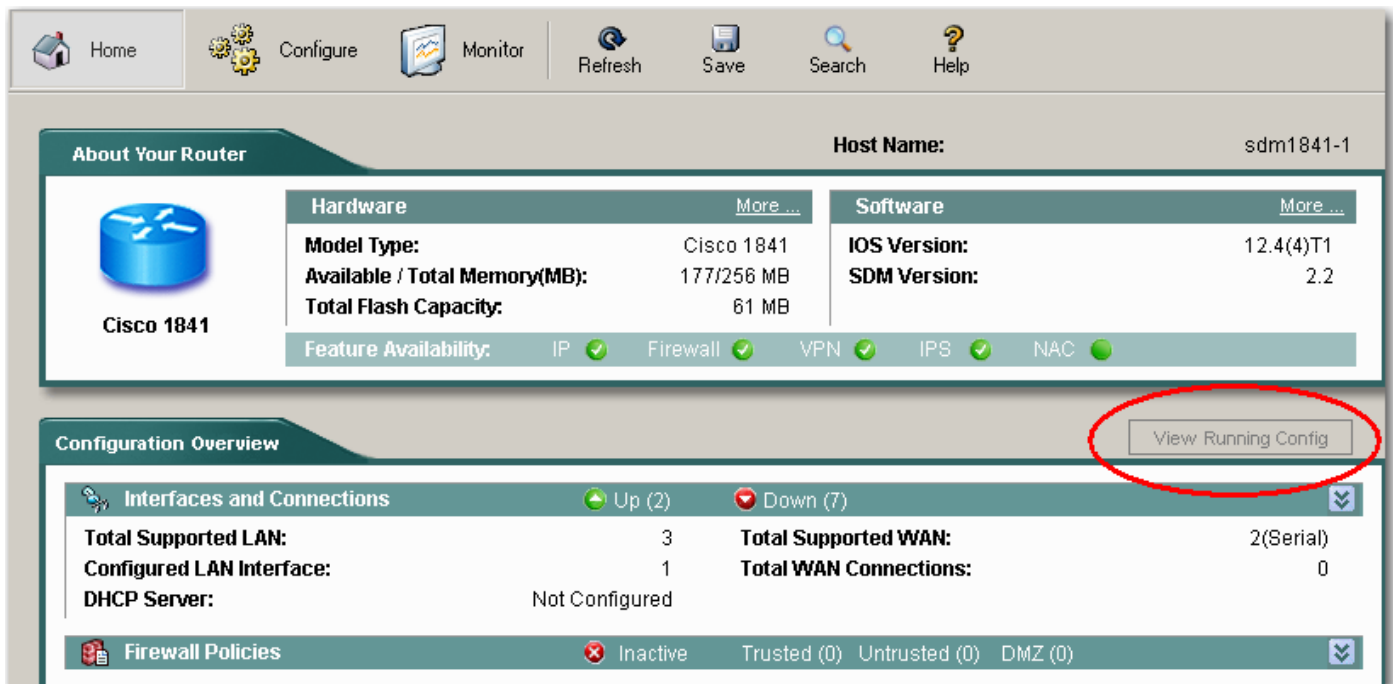 Home Configure Monitor Refresh Save Search Help
About Your Router Host Name: sdm1841-1
Hardware More ... Software More ...
Model Type: Cisco 1841 IOS Version: 12.4(4)T1
Available / Total Memory(MB): 177/256 MB SDM Version: 2.2
Total Flash Capacity: 61 MB
Cisco 1841
Feature Availability: IP Firewall VPN IPS NAC
Configuration Overview View Running Config
Interfaces and Connections Up (2) Down (7)
Total Supported LAN: 3 Total Supported WAN: 2(Serial)
Configured LAN Interface: 1 Total WAN Connections: 0
DHCP Server: Not Configured
Firewall Policies Inactive Trusted (0) Untrusted (0) DMZ (0)